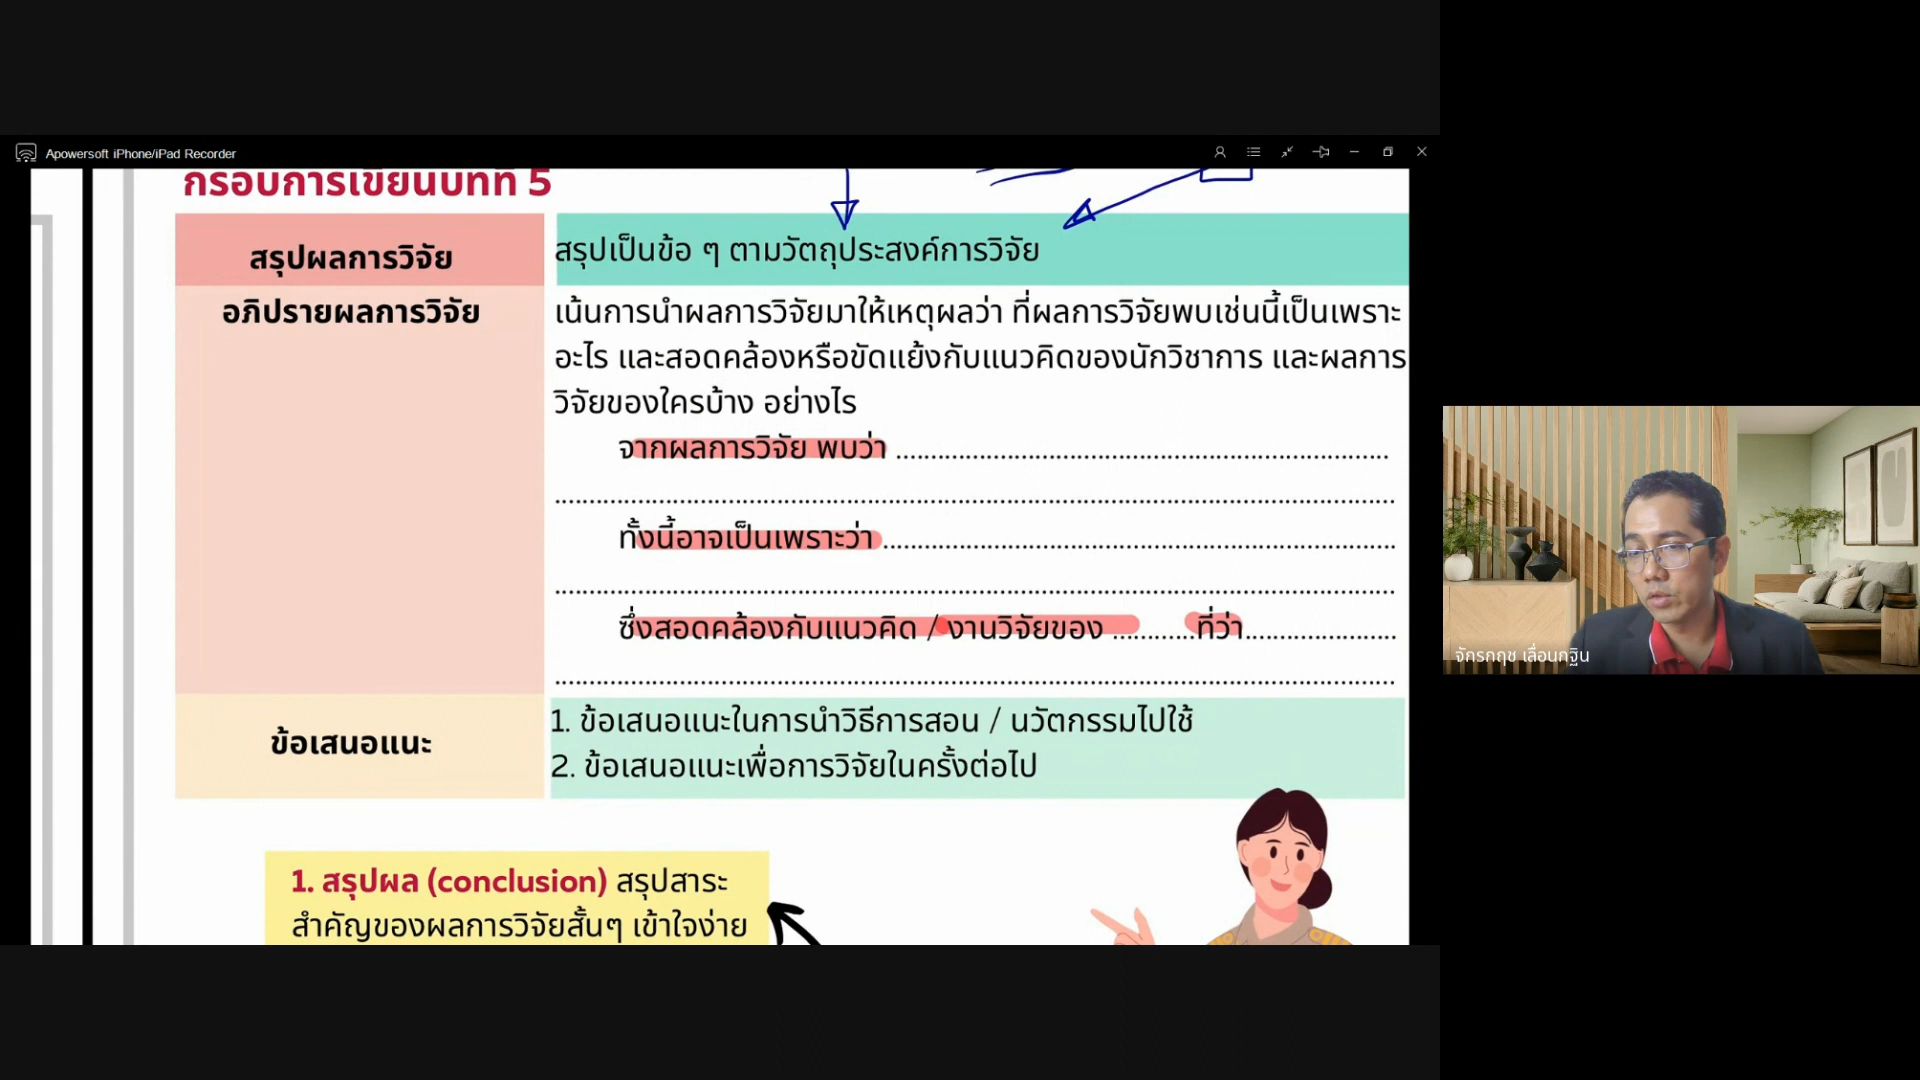 Apowersoft iPhone/iPad Recorder
กรอบการเขียนบทที่ 5
สรุปผลการวิจัย
สรุปเป็นข้อ ๆ ตามวัตถุประสงค์การวิจัย
อภิปรายผลการวิจัย
เน้นการนำผลการวิจัยมาให้เหตุผลว่า ที่ผลการวิจัยพบเช่นนี้เป็นเพราะ
อะไร และสอดคล้องหรือขัดแย้งกับแนวคิดของนักวิชาการ และผลการ
วิจัยของใครบ้าง อย่างไร
จากผลการวิจัย พบว่า ........................................................................
..........................................................................................................................
ทั้งนี้อาจเป็นเพราะว่า..........................................................................
..........................................................................................................................
ซึ่งสอดคล้องกับแนวคิด / งานวิจัยของ ............ที่ว่า......................
..........................................................................................................................
ข้อเสนอแนะ
1. ข้อเสนอแนะในการนำวิธีการสอน / นวัตกรรมไปใช้
2. ข้อเสนอแนะเพื่อการวิจัยในครั้งต่อไป
1. สรุปผล (conclusion) สรุปสาระ
สำคัญของผลการวิจัยสั้นๆ เข้าใจง่าย
จักรกฤช เลื่อนกฐิน